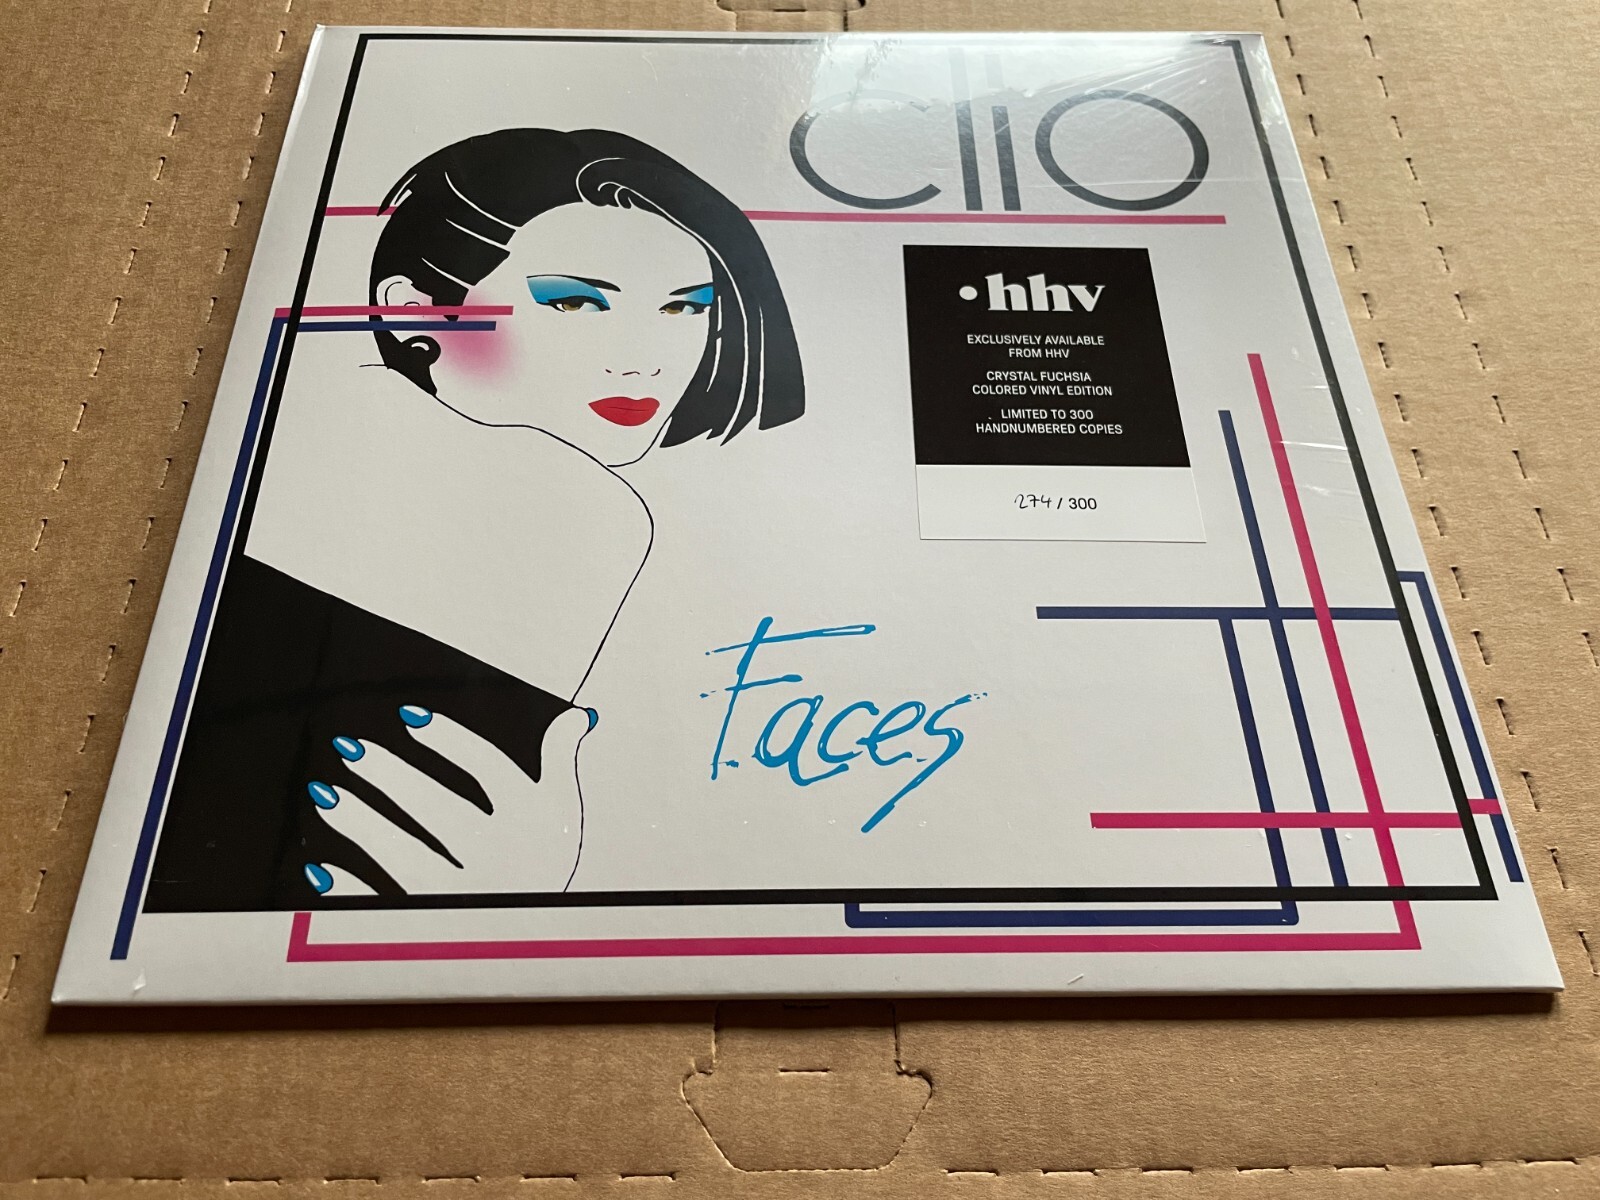 clio
•hhv
EXCLUSIVELY AVAILABLE
FROM HHV
CRYSTAL FUCHSIA
COLORED VINYL EDITION
LIMITED TO 300
HANDNUMBERED COPIES
274 / 300
Faces